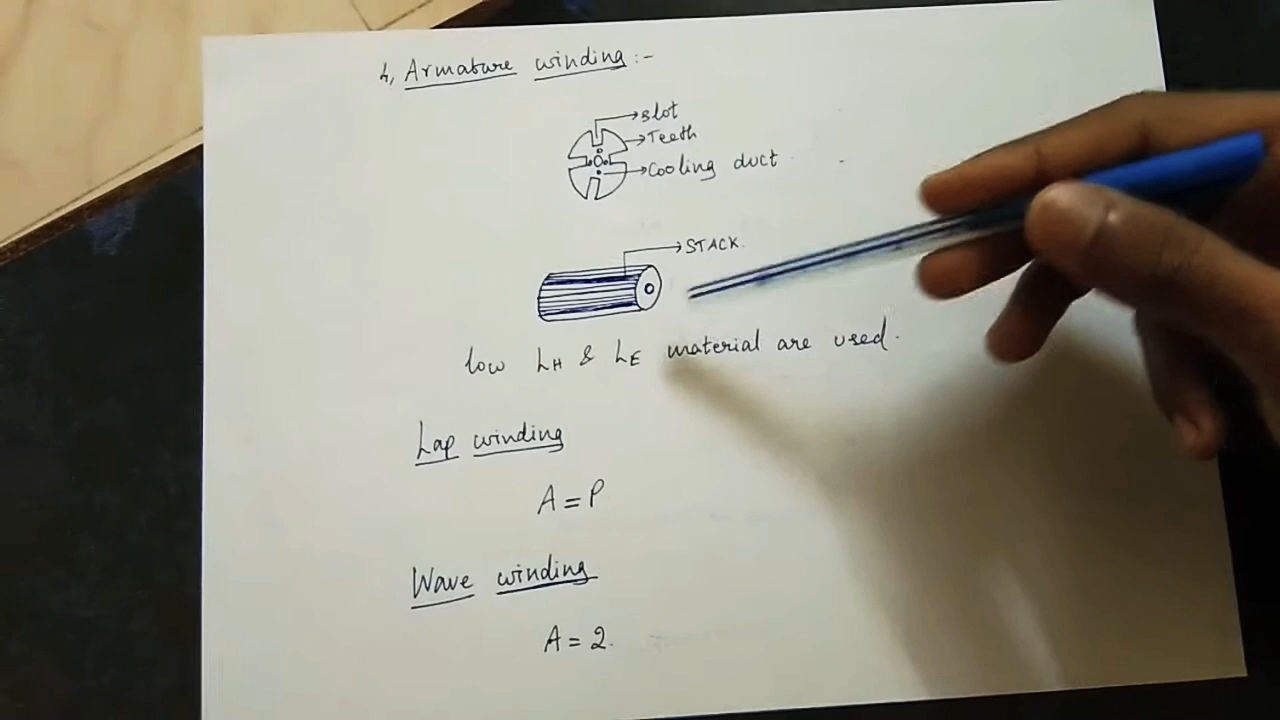 4, Armature winding :-
Slot
Teeth
Cooling duct
STACK.
low LH & LE material are used.
Lap winding
A = P
Wave winding
A = 2.